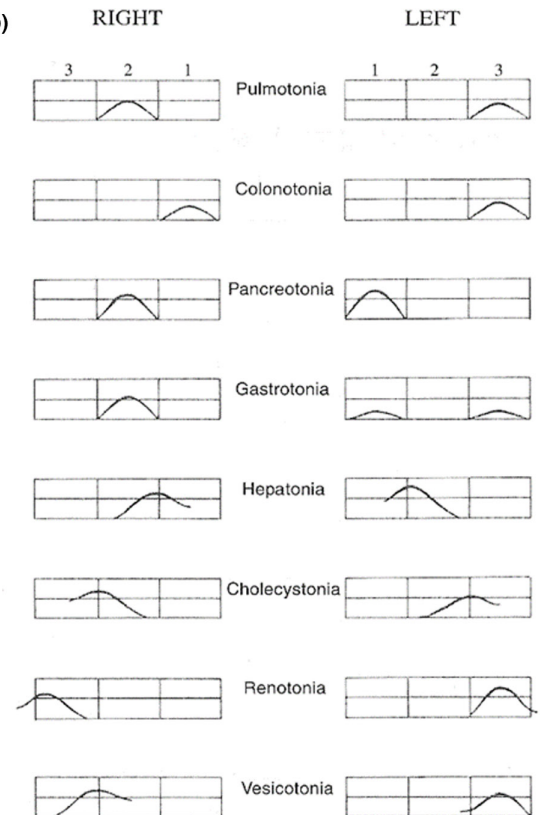 )
RIGHT LEFT
3 2 1 1 2 3
Pulmotonia
Colonotonia
Pancreotonia
Gastrotonia
Hepatonia
Cholecystonia
Renotonia
Vesicotonia